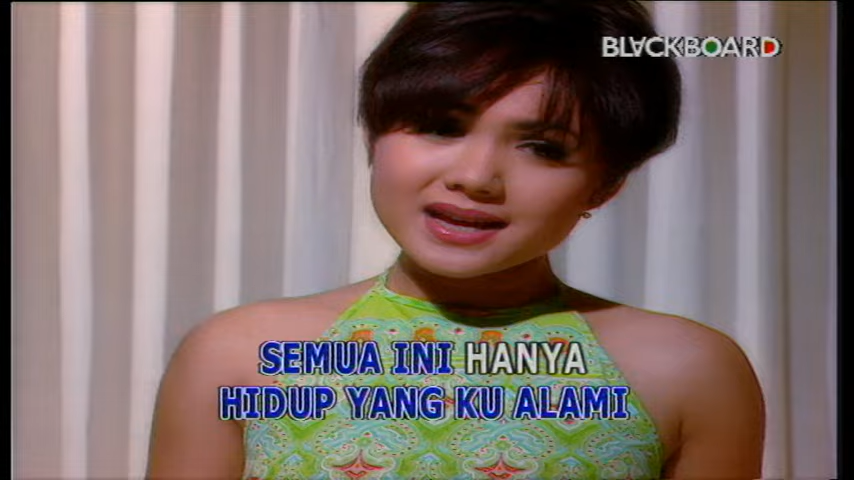 BLACKBOARD
SEMUA INI HANYA
HIDUP YANG KU ALAMI